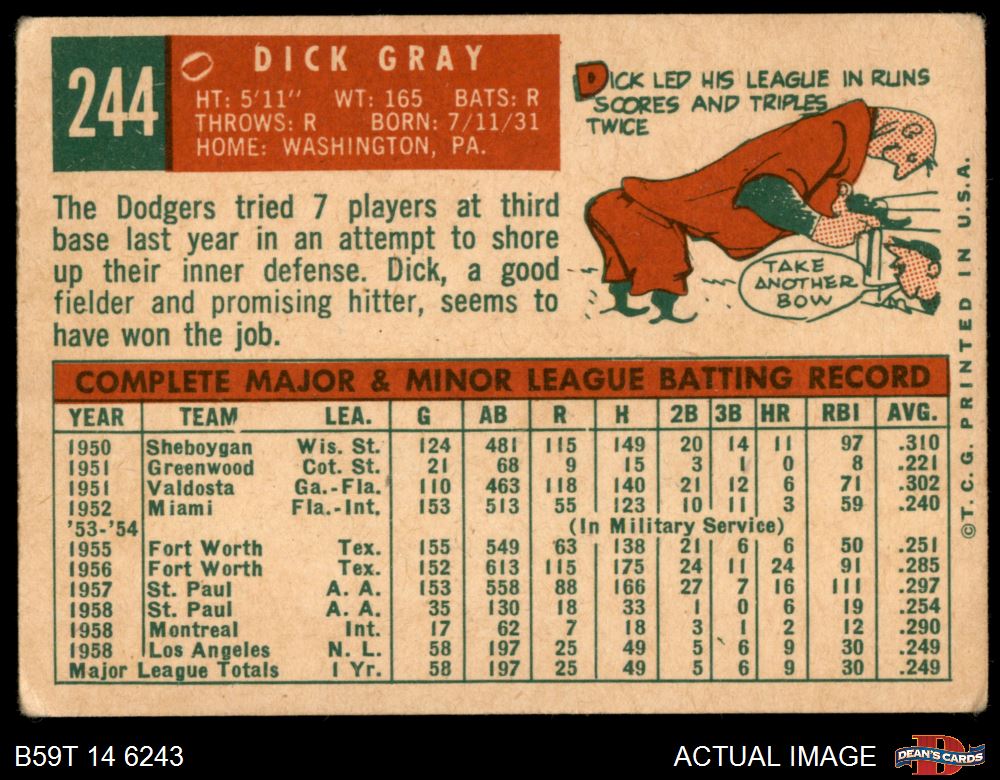 244
DICK GRAY
HT: 5'11" WT: 165 BATS: R
THROWS: R BORN: 7/11/31
HOME: WASHINGTON, PA.
The Dodgers tried 7 players at third
base last year in an attempt to shore
up their inner defense. Dick, a good
fielder and promising hitter, seems to
have won the job.
DICK LED HIS LEAGUE IN RUNS
SCORES AND TRIPLES
TWICE
TAKE
ANOTHER
BOW
COMPLETE MAJOR & MINOR LEAGUE BATTING RECORD
YEAR TEAM LEA. G AB R H 2B 3B HR RBI AVG.
1950 Sheboygan Wis. St. 124 481 115 149 20 14 11 97 .310
1951 Greenwood Cot. St. 21 68 9 15 3 1 0 8 .221
1951 Valdosta Ga.-Fla. 110 463 118 140 21 12 6 71 .302
1952 Miami Fla.-Int. 153 513 55 123 10 11 3 59 .240
'53-'54 (In Military Service)
1955 Fort Worth Tex. 155 549 63 138 21 6 6 50 .251
1956 Fort Worth Tex. 152 613 115 175 24 11 24 91 .285
1957 St. Paul A. A. 153 558 88 166 27 7 16 111 .297
1958 St. Paul A. A. 35 130 18 33 1 0 6 19 .254
1958 Montreal Int. 17 62 7 18 3 1 2 12 .290
1958 Los Angeles N. L. 58 197 25 49 5 6 9 30 .249
Major League Totals 1 Yr. 58 197 25 49 5 6 9 30 .249
©T.C.G. PRINTED IN U.S.A.
B59T 14 6243
ACTUAL IMAGE
D
DEAN'S CARDS